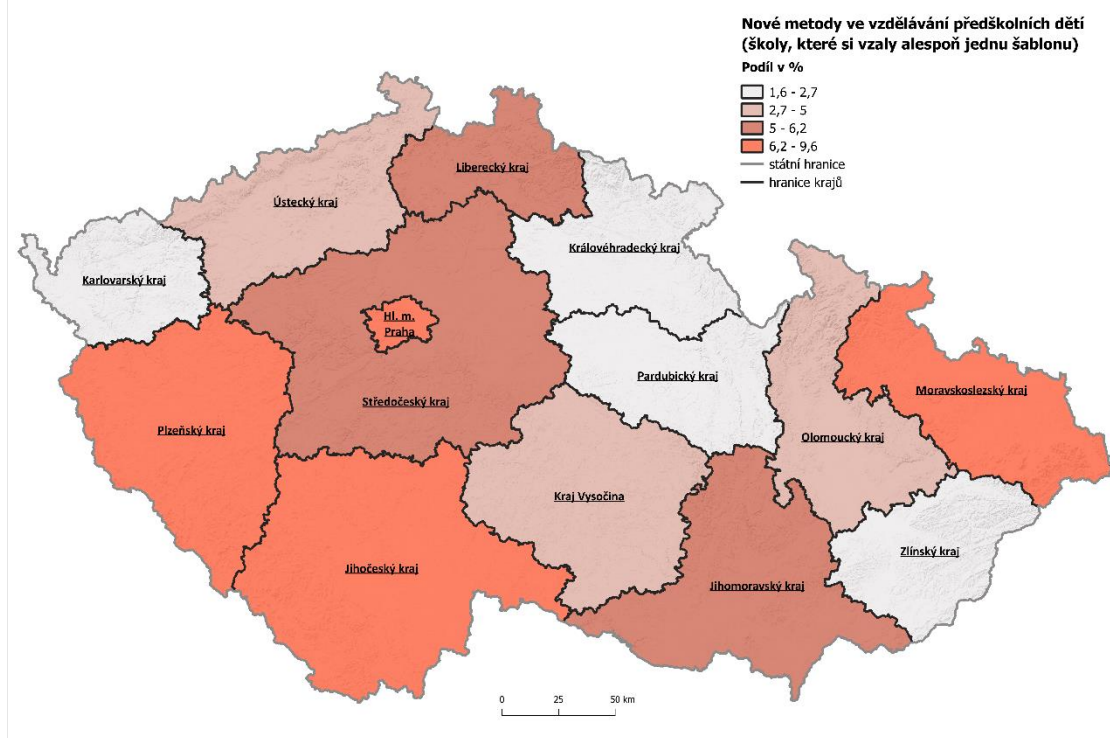 Nové metody ve vzdělávání předškolních dětí
(školy, které si vzaly alespoň jednu šablonu)
Podíl v %
1,6 - 2,7
2,7 - 5
5 - 6,2
6,2 - 9,6
státní hranice
hranice krajů
Liberecký kraj
Ústecký kraj
Královéhradecký kraj
Karlovarský kraj
Hl. m.
Praha
Pardubický kraj
Moravskoslezský kraj
Středočeský kraj
Plzeňský kraj
Olomoucký kraj
Kraj Vysočina
Zlínský kraj
Jihočeský kraj
Jihomoravský kraj
0 25 50 km